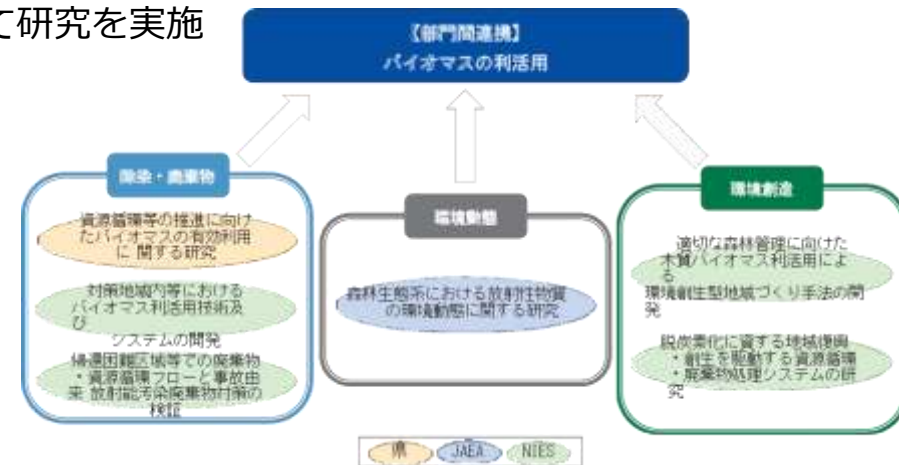 て研究を実施
【部門間連携】
バイオマスの利活用
除染・廃棄物
資源循環等の推進に向け
たバイオマスの有効利用
に 関する研究
対策地域内等における
バイオマス利活用技術及
び
システムの開発
帰還困難区域等での廃棄物
・資源循環フローと事故由
来 放射能汚染廃棄物対策の
検証
環境動態
森林生態系における放射性物質
の環境動態に関する研究
環境創造
適切な森林管理に向けた
木質バイオマス利活用によ
る
環境創生型地域づくり手法の開
発
脱炭素化に資する地域復興
・創生を駆動する資源循環
・廃棄物処理システムの研
究
県
JAEA
NIES